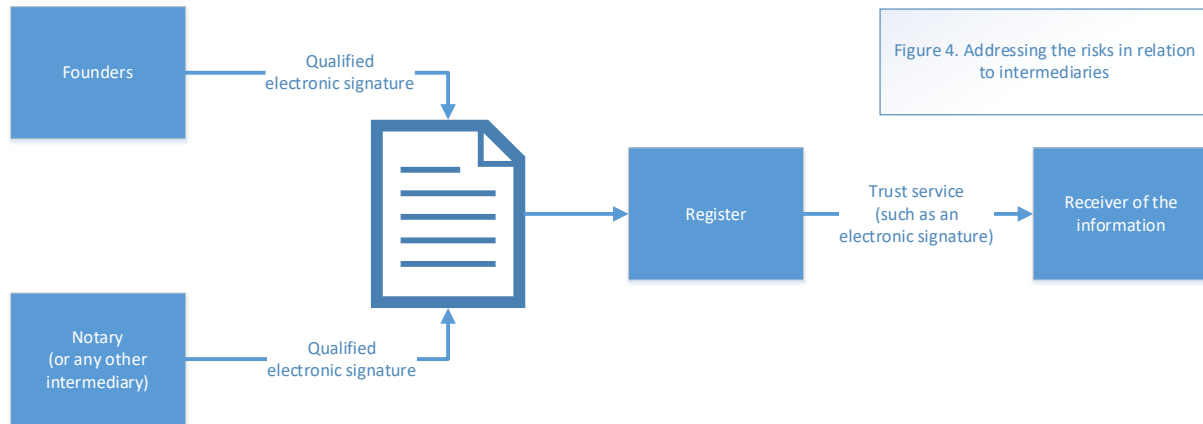 Founders
Qualified
electronic signature
Figure 4. Addressing the risks in relation
to intermediaries
Register
Trust service
(such as an
electronic signature)
Receiver of the
information
Notary
(or any other
intermediary)
Qualified
electronic signature